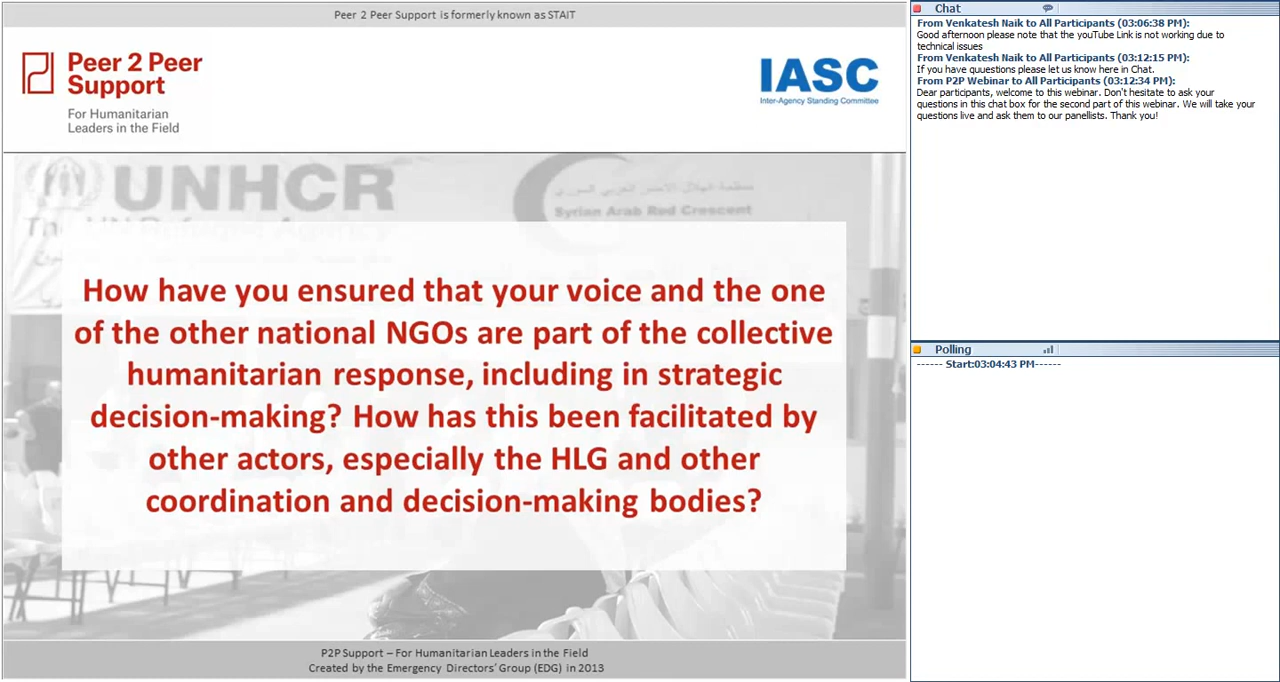 Peer 2 Peer Support is formerly known as STAIT
Peer 2 Peer
Support
For Humanitarian
Leaders in the Field
IASC
Inter-Agency Standing Committee
UNHCR
The UN Refugee Agency
Syrian Arab Red Crescent
How have you ensured that your voice and the one
of the other national NGOs are part of the collective
humanitarian response, including in strategic
decision-making? How has this been facilitated by
other actors, especially the HLG and other
coordination and decision-making bodies?
P2P Support – For Humanitarian Leaders in the Field
Created by the Emergency Directors' Group (EDG) in 2013
Chat
From Venkatesh Naik to All Participants (03:06:38 PM):
Good afternoon please note that the youTube Link is not working due to
technical issues
From Venkatesh Naik to All Participants (03:12:15 PM):
If you have quuestions please let us know here in Chat.
From P2P Webinar to All Participants (03:12:34 PM):
Dear participants, welcome to this webinar. Don't hesitate to ask your
questions in this chat box for the second part of this webinar. We will take your
questions live and ask them to our panellists. Thank you!
Polling
------ Start:03:04:43 PM------